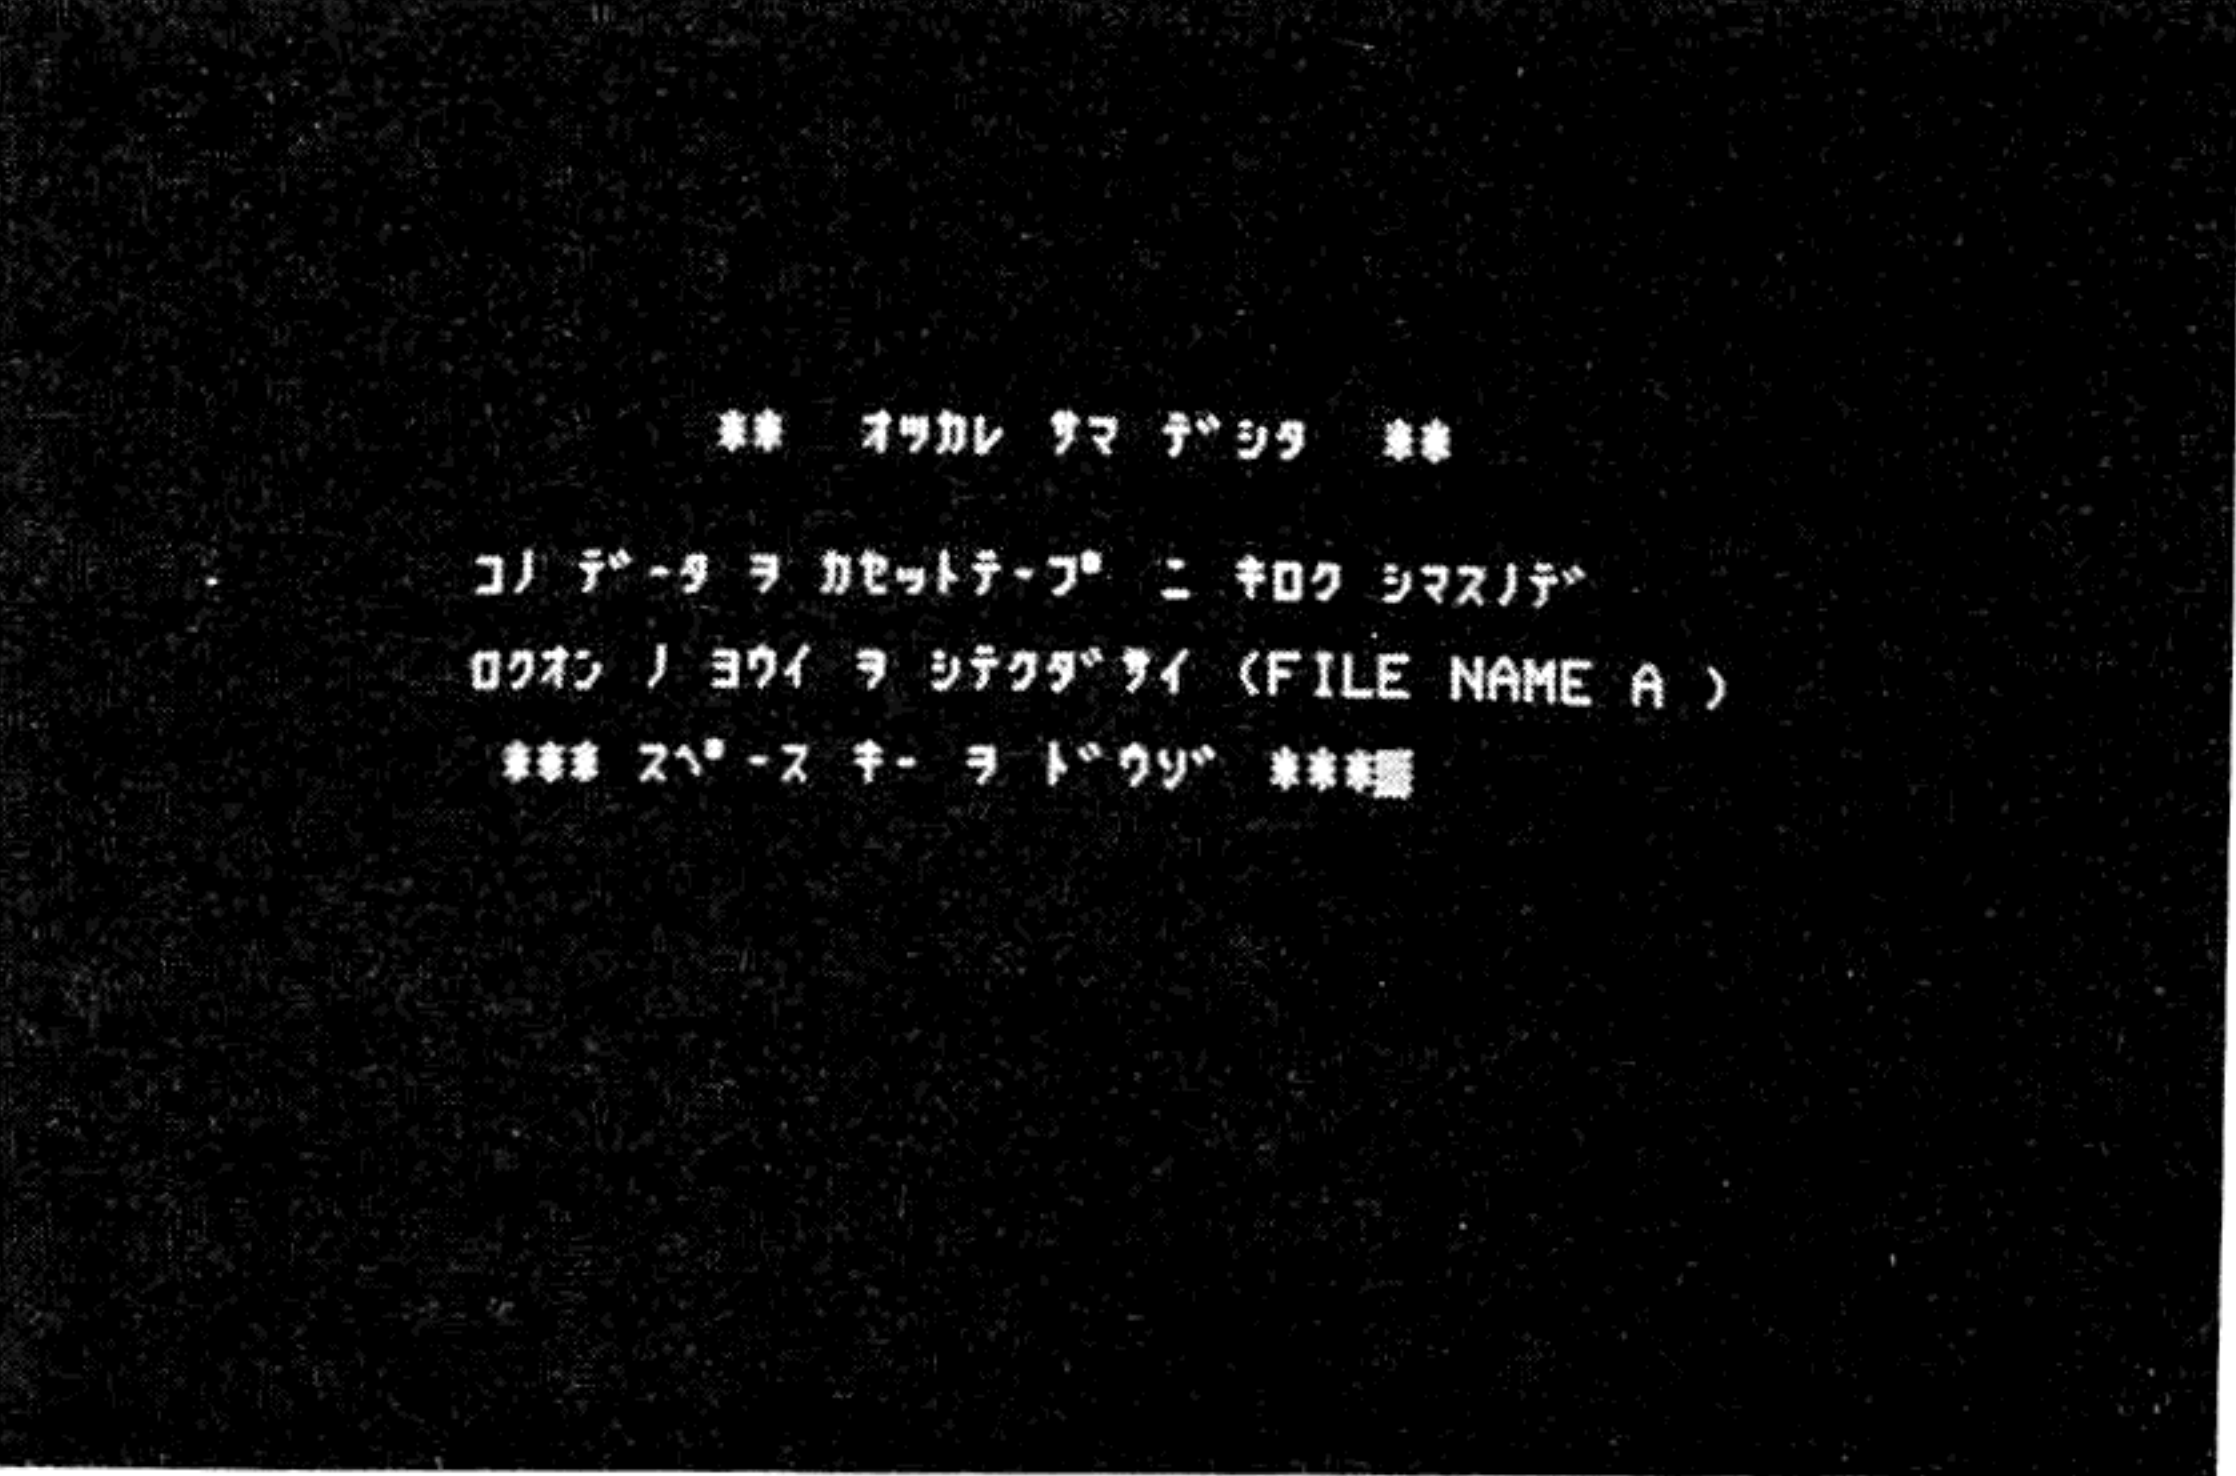 ** オツカレ サマ デシタ **
コノ データ ヲ カセットテープ ニ キロク シマスノデ
ロクオン ノ ヨウイ ヲ シテクダサイ (FILE NAME A )
*** スペース キー ヲ ドウゾ ***